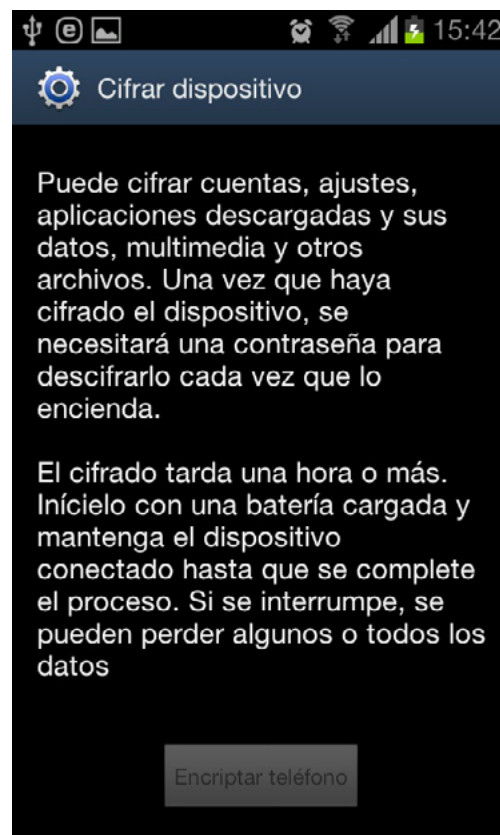 15:42
Cifrar dispositivo
Puede cifrar cuentas, ajustes,
aplicaciones descargadas y sus
datos, multimedia y otros
archivos. Una vez que haya
cifrado el dispositivo, se
necesitará una contraseña para
descifrarlo cada vez que lo
encienda.
El cifrado tarda una hora o más.
Inícielo con una batería cargada y
mantenga el dispositivo
conectado hasta que se complete
el proceso. Si se interrumpe, se
pueden perder algunos o todos los
datos
Encriptar teléfono